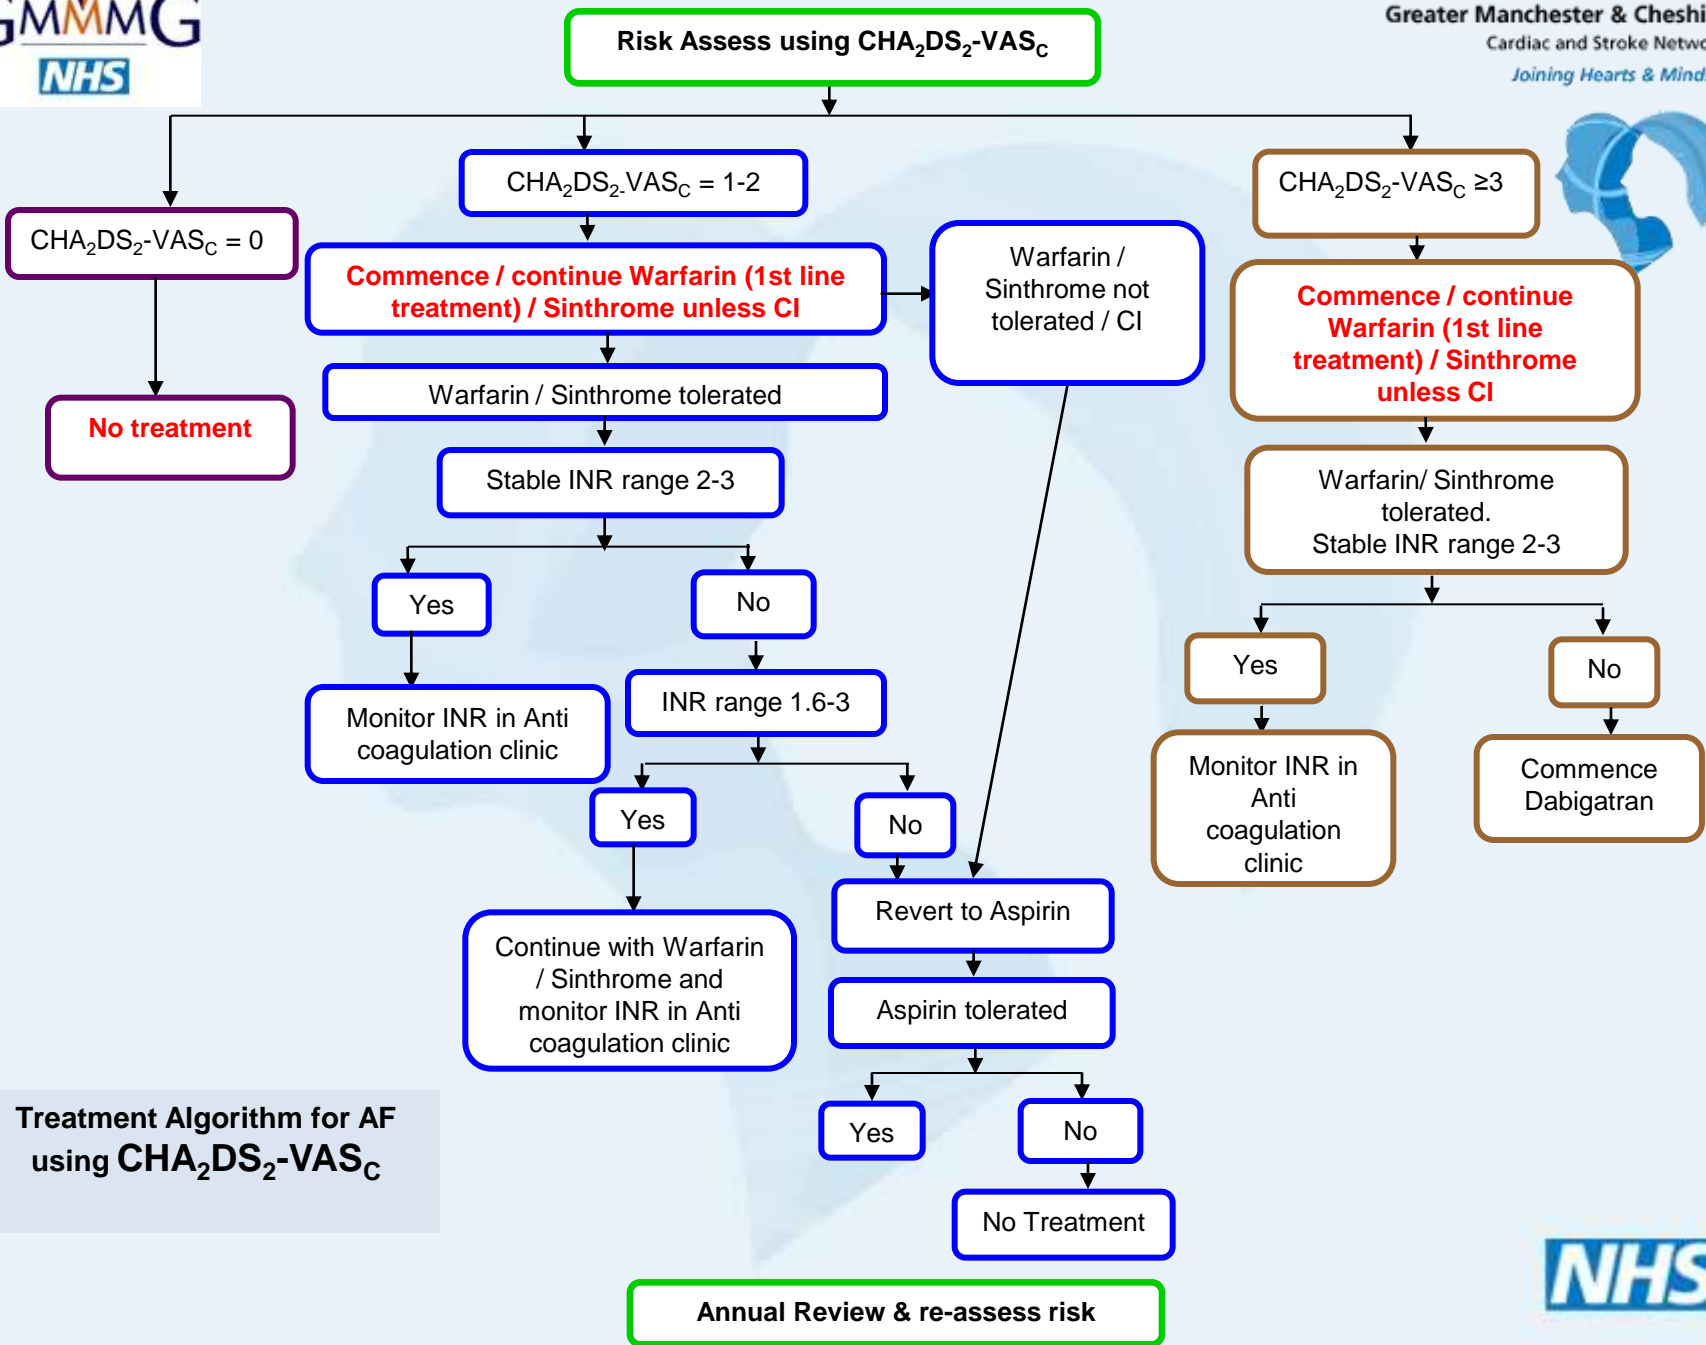 GMMMG
NHS
Greater Manchester & Cheshi
Cardiac and Stroke Netwo
Joining Hearts & Mind
Risk Assess using CHA₂DS₂-VAS_C
CHA₂DS₂-VAS_C = 0
No treatment
CHA₂DS₂-VAS_C = 1-2
Commence / continue Warfarin (1st line
treatment) / Sinthrome unless CI
Warfarin /
Sinthrome not
tolerated / CI
Warfarin / Sinthrome tolerated
Stable INR range 2-3
Yes
No
Monitor INR in Anti
coagulation clinic
INR range 1.6-3
Yes
No
Continue with Warfarin
/ Sinthrome and
monitor INR in Anti
coagulation clinic
Revert to Aspirin
Aspirin tolerated
Yes
No
No Treatment
CHA₂DS₂-VAS_C ≥3
Commence / continue
Warfarin (1st line
treatment) / Sinthrome
unless CI
Warfarin/ Sinthrome
tolerated.
Stable INR range 2-3
Yes
No
Monitor INR in
Anti
coagulation
clinic
Commence
Dabigatran
Treatment Algorithm for AF
using CHA₂DS₂-VAS_C
Annual Review & re-assess risk
NHS